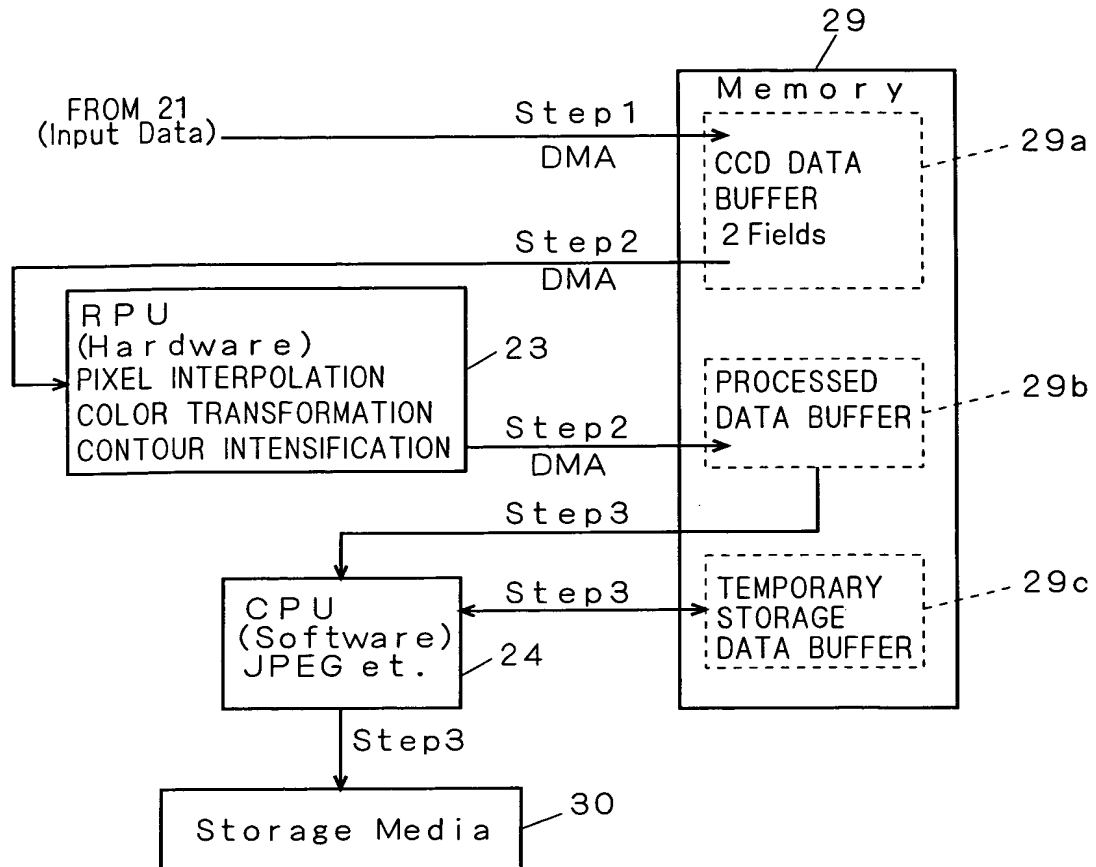 29
Memory
FROM 21
(Input Data)
Step1
DMA
29a
CCD DATA
BUFFER
2 Fields
Step2
DMA
RPU
(Hardware)
PIXEL INTERPOLATION
COLOR TRANSFORMATION
CONTOUR INTENSIFICATION
23
PROCESSED
DATA BUFFER
29b
Step2
DMA
Step3
CPU
(Software)
JPEG et.
24
Step3
TEMPORARY
STORAGE
DATA BUFFER
29c
Step3
Storage Media
30